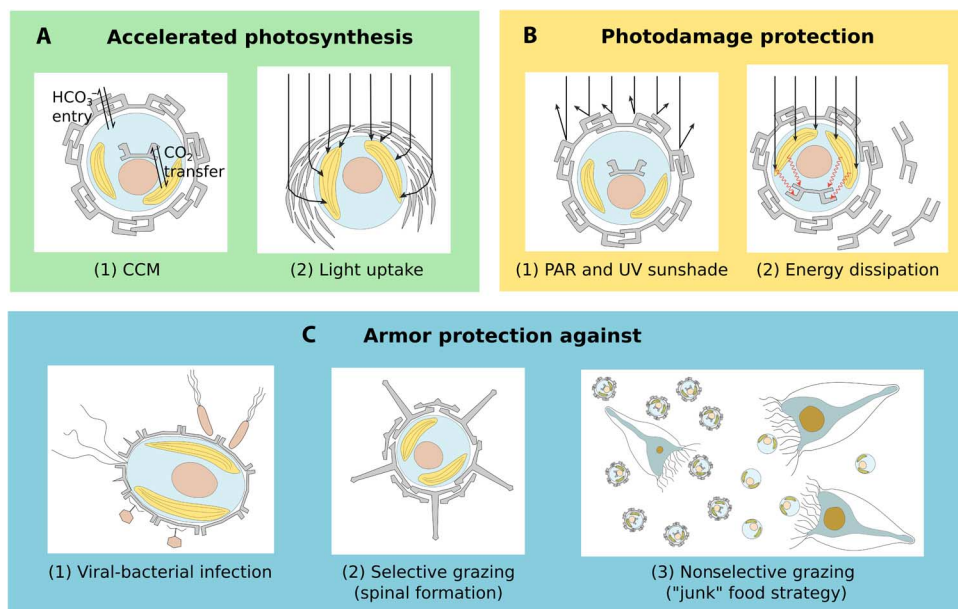 A Accelerated photosynthesis
HCO₃⁻
entry
CO₂
transfer
(1) CCM
(2) Light uptake
B Photodamage protection
(1) PAR and UV sunshade
(2) Energy dissipation
C Armor protection against
(1) Viral-bacterial infection
(2) Selective grazing
(spinal formation)
(3) Nonselective grazing
("junk" food strategy)